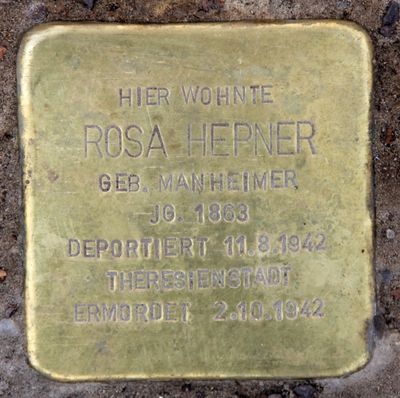 HIER WOHNTE
ROSA HEPNER
GEB. MANHEIMER
JG. 1863
DEPORTIERT 11.8.1942
THERESIENSTADT
ERMORDET 2.10.1942